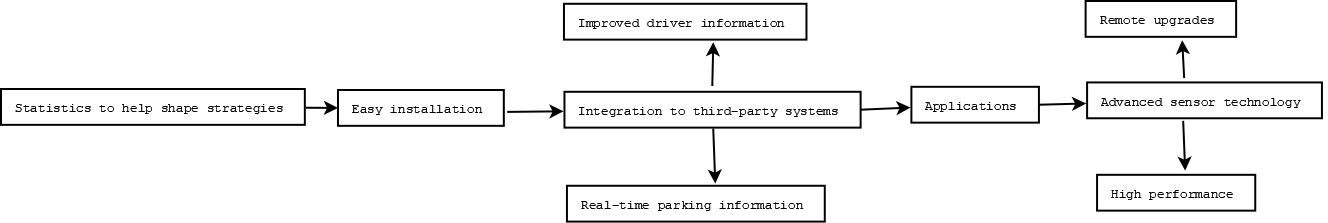 Improved driver information
Remote upgrades
Statistics to help shape strategies
Easy installation
Integration to third-party systems
Applications
Advanced sensor technology
Real-time parking information
High performance